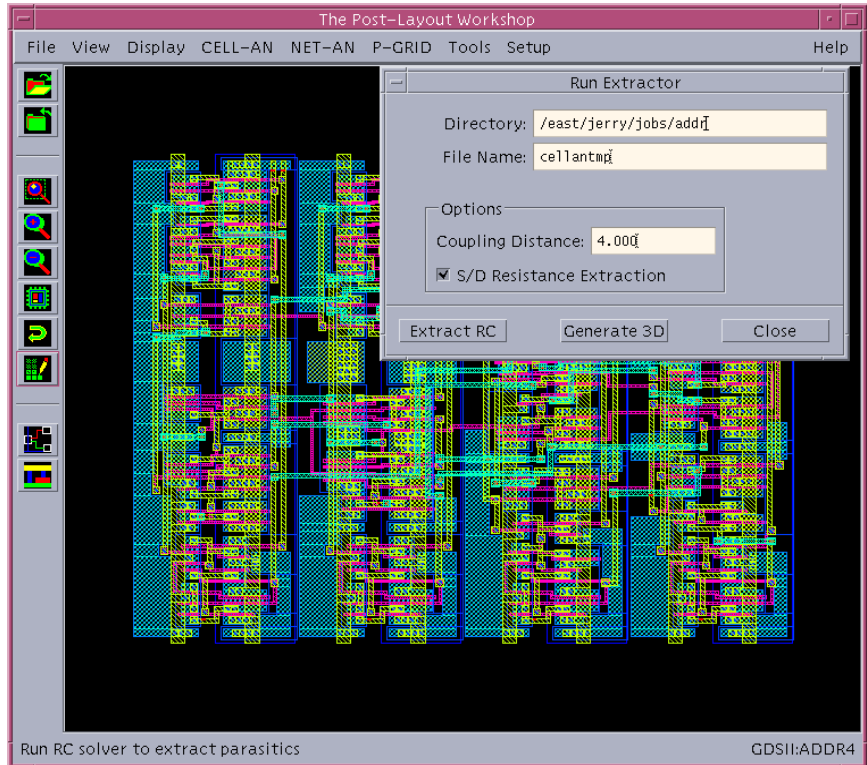 The Post-Layout Workshop
File View Display CELL-AN NET-AN P-GRID Tools Setup Help
Run Extractor
Directory: /east/jerry/jobs/addr
File Name: cellantmp
Options
Coupling Distance: 4.000
S/D Resistance Extraction
Extract RC Generate 3D Close
Run RC solver to extract parasitics GDSII:ADDR4